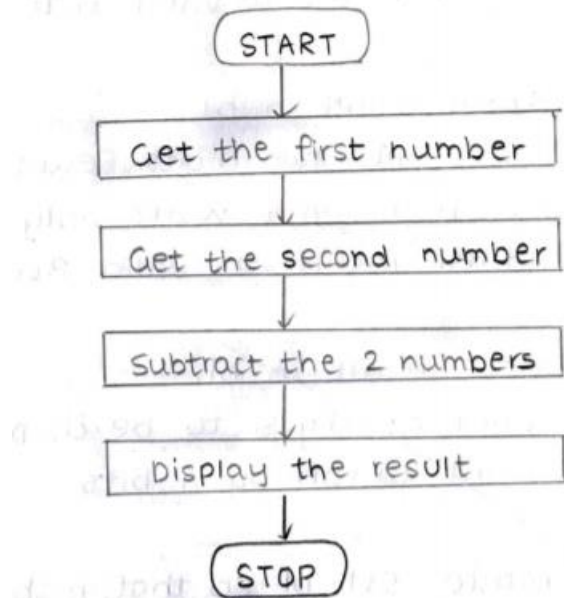 START
Get the first number
Get the second number
Subtract the 2 numbers
Display the result
STOP